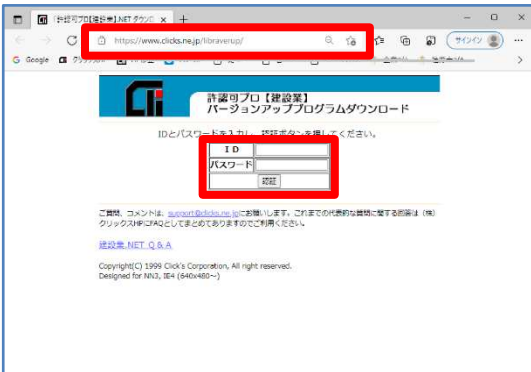 許認可プロ【建設業】.NET ダウンロ
https://www.clicks.ne.jp/libraverup/
サインイン
Google
許認可プロ【建設業】
バージョンアッププログラムダウンロード
IDとパスワードを入力し、認証ボタンを押してください。
ID
パスワード
認証
ご質問、コメントは、support@clicks.ne.jpにお願いします。これまでの代表的な質問に関する回答は（株）
クリックスHPにFAQとしてまとめてありますのでご利用ください。
建設業.NET Q & A
Copyright(C) 1999 Click's Corporation, All right reserved.
Designed for NN3, IE4 (640x480～)